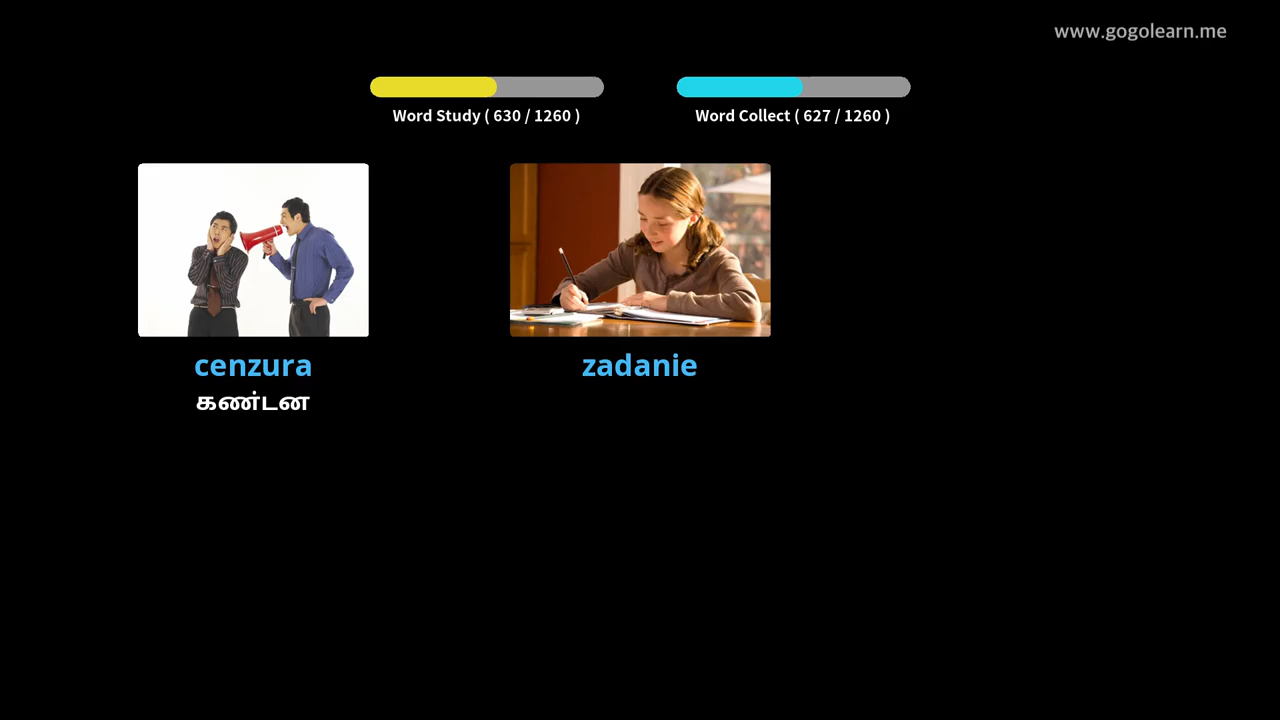 www.gogolearn.me
Word Study ( 630 / 1260 )
Word Collect ( 627 / 1260 )
cenzura
கண்டன
zadanie